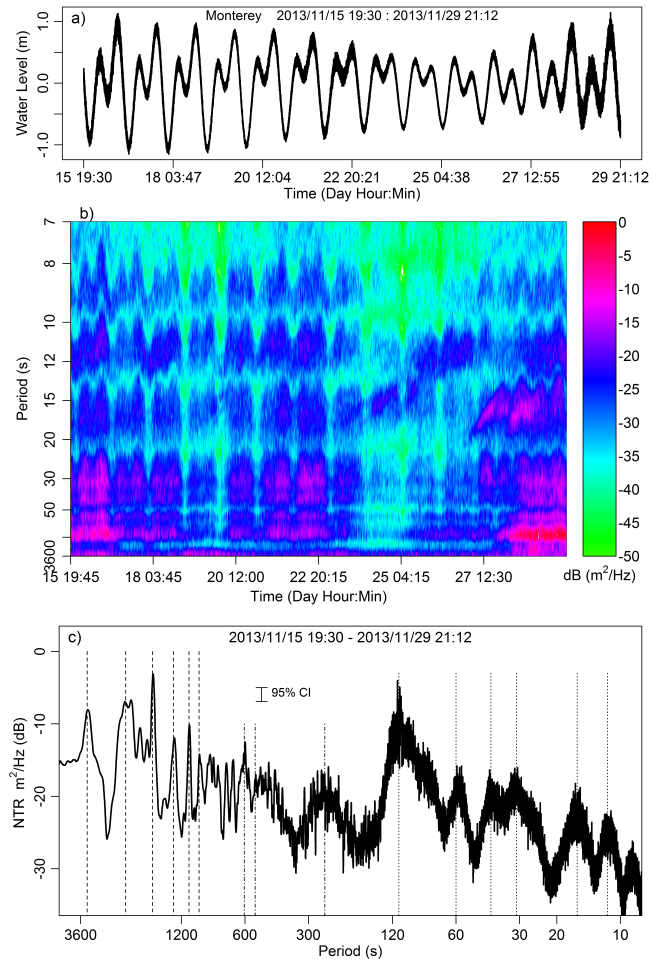 a)
Monterey 2013/11/15 19:30 : 2013/11/29 21:12
Water Level (m)
1.0
0.0
-1.0
15 19:30 18 03:47 20 12:04 22 20:21 25 04:38 27 12:55 29 21:12
Time (Day Hour:Min)
b)
Period (s)
7
8
10
12
15
20
30
50
3600
15 19:45 18 03:45 20 12:00 22 20:15 25 04:15 27 12:30
Time (Day Hour:Min)
0
-5
-10
-15
-20
-25
-30
-35
-40
-45
-50
dB (m²/Hz)
c)
2013/11/15 19:30 - 2013/11/29 21:12
95% CI
NTR m²/Hz (dB)
0
-10
-20
-30
3600 1200 600 300 120 60 30 20 10
Period (s)